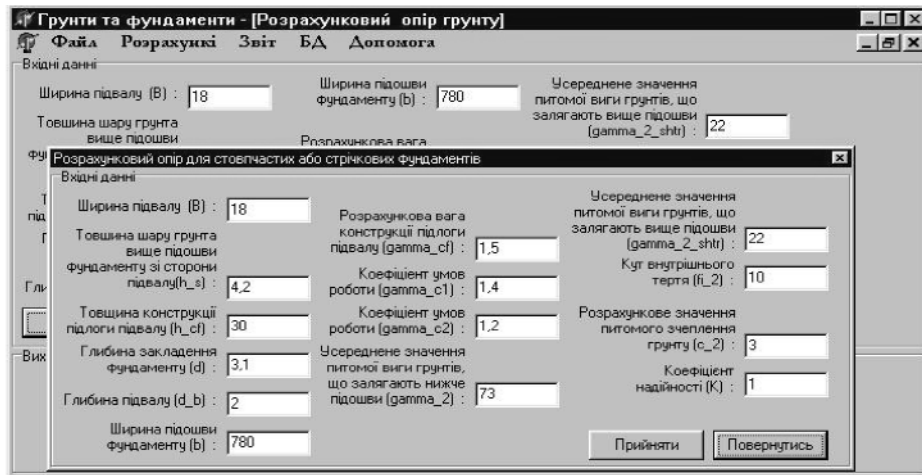 Грунти та фундаменти - [Розрахунковий опір грунту]
Файл Розрахункі Звіт БД Допомога
Вхідні данні
Ширина підвалу (B) : 18
Ширина підошви
фундаменту (b) : 780
Усереднене значення
питомої виги грунтів, що
залягають вище підошви
(gamma_2_shtr) : 22
Товшина шару грунта
вище підошви
Розрахункова вага
Розрахунковий опір для стовпчастих або стрічкових фундаментів
Вхідні данні
Ширина підвалу (B) : 18
Товшина шару грунта
вище підошви
фундаменту зі сторони
підвалу(h_s) : 4,2
Товщина конструкції
підлоги підвалу (h_cf) : 30
Глибина закладення
фундаменту (d) : 3,1
Глибина підвалу (d_b) : 2
Ширина підошви
фундаменту (b) : 780
Розрахункова вага
конструкції підлоги
підвалу (gamma_cf) : 1,5
Коефіцієнт умов
роботи (gamma_c1) : 1,4
Коефіцієнт умов
роботи (gamma_c2) : 1,2
Усереднене значення
питомої виги грунтів,
що залягають нижче
підошви (gamma_2) : 73
Усереднене значення
питомої виги грунтів, що
залягають вище підошви
(gamma_2_shtr) : 22
Кут внутрішнього
тертя (fi_2) : 10
Розрахункове значення
питомого зчеплення
грунту (c_2) : 3
Коефіцієнт
надійності (K) : 1
Прийняти Повернутись